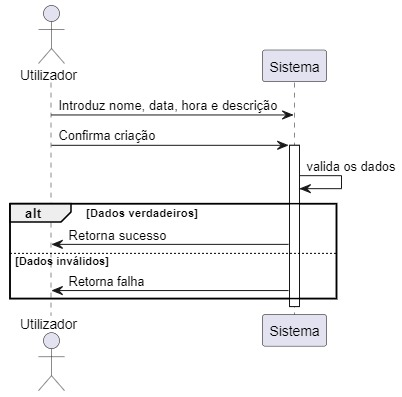 Utilizador
Sistema
Introduz nome, data, hora e descrição
Confirma criação
valida os dados
alt [Dados verdadeiros]
Retorna sucesso
[Dados inválidos]
Retorna falha
Utilizador
Sistema